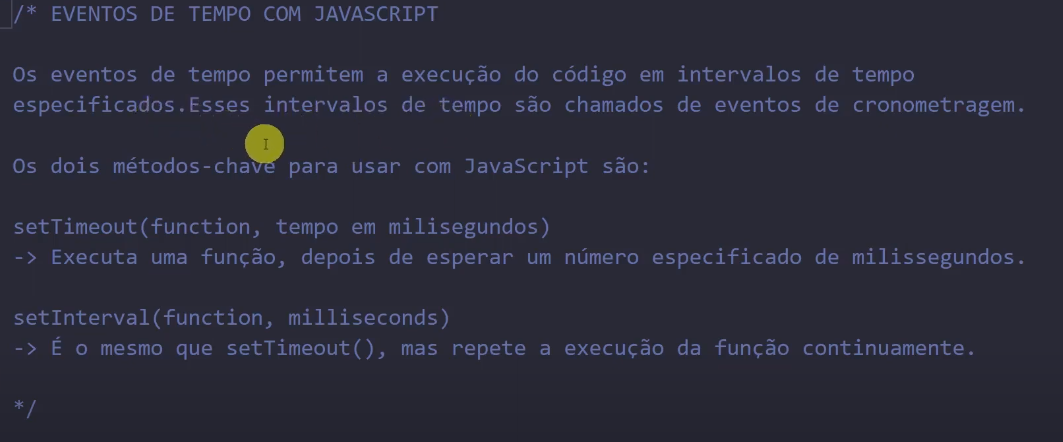 /* EVENTOS DE TEMPO COM JAVASCRIPT
Os eventos de tempo permitem a execução do código em intervalos de tempo
especificados.Esses intervalos de tempo são chamados de eventos de cronometragem.
Os dois métodos-chave para usar com JavaScript são:
setTimeout(function, tempo em milisegundos)
-> Executa uma função, depois de esperar um número especificado de milissegundos.
setInterval(function, milliseconds)
-> É o mesmo que setTimeout(), mas repete a execução da função continuamente.
*/